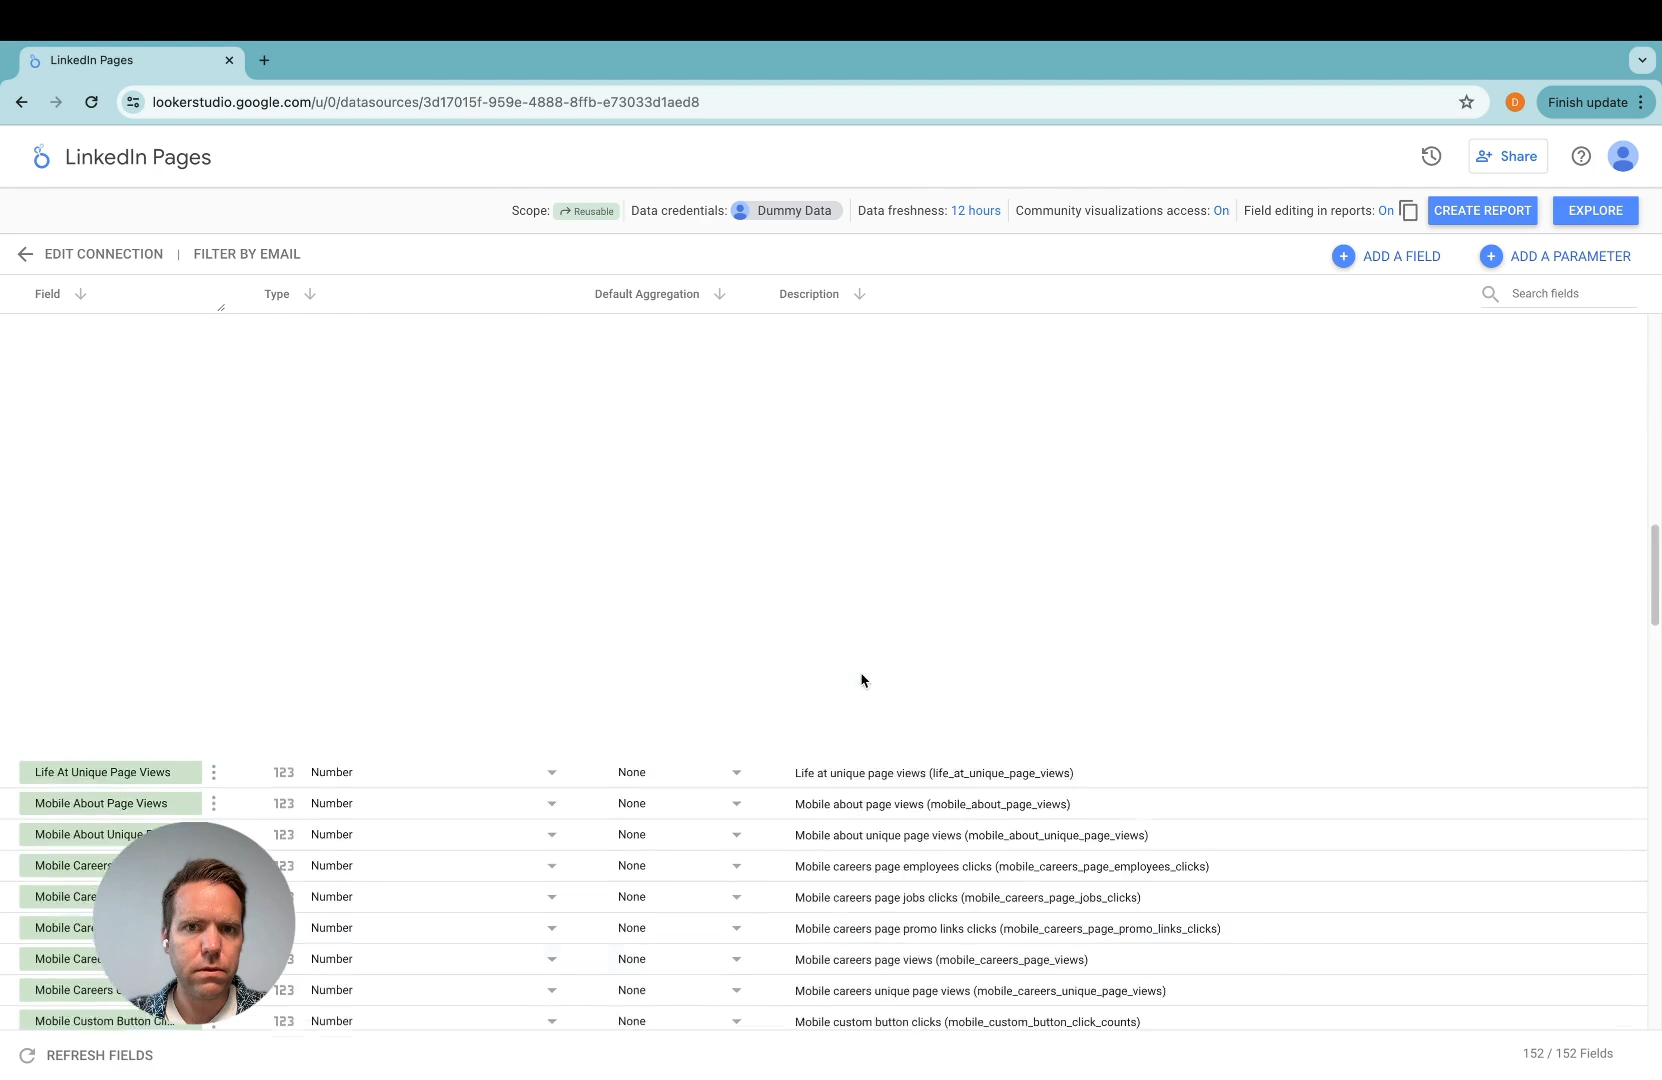 LinkedIn Pages
lookerstudio.google.com/u/0/datasources/3d17015f-959e-4888-8ffb-e73033d1aed8
D
Finish update
LinkedIn Pages
Share
Scope: Reusable Data credentials: Dummy Data Data freshness: 12 hours Community visualizations access: On Field editing in reports: On CREATE REPORT EXPLORE
EDIT CONNECTION | FILTER BY EMAIL ADD A FIELD ADD A PARAMETER
Field Type Default Aggregation Description Search fields
Life At Unique Page Views 123 Number None Life at unique page views (life_at_unique_page_views)
Mobile About Page Views 123 Number None Mobile about page views (mobile_about_page_views)
Mobile About Unique 123 Number None Mobile about unique page views (mobile_about_unique_page_views)
Mobile Careers 23 Number None Mobile careers page employees clicks (mobile_careers_page_employees_clicks)
Mobile Care Number None Mobile careers page jobs clicks (mobile_careers_page_jobs_clicks)
Mobile Care Number None Mobile careers page promo links clicks (mobile_careers_page_promo_links_clicks)
Mobile Care 3 Number None Mobile careers page views (mobile_careers_page_views)
Mobile Careers 123 Number None Mobile careers unique page views (mobile_careers_unique_page_views)
Mobile Custom Button Cli... 123 Number None Mobile custom button clicks (mobile_custom_button_click_counts)
REFRESH FIELDS 152 / 152 Fields